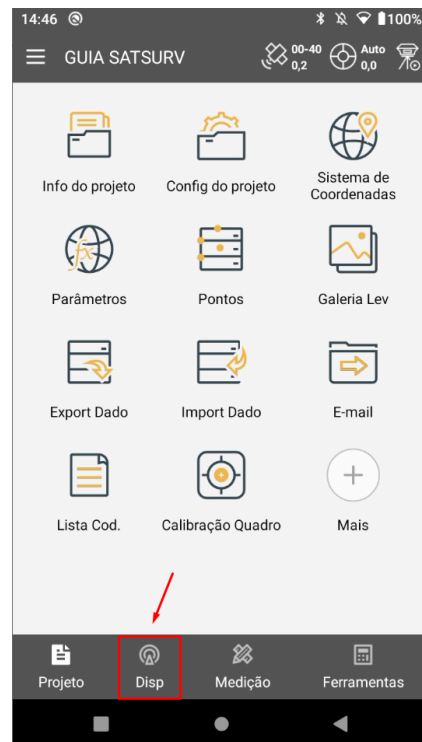 14:46 100%
GUIA SATSURV 00-40 Auto
0,2 0,0
Info do projeto Config do projeto Sistema de
Coordenadas
fx
Parâmetros Pontos Galeria Lev
Export Dado Import Dado E-mail
Lista Cod. Calibração Quadro Mais
Projeto Disp Medição Ferramentas